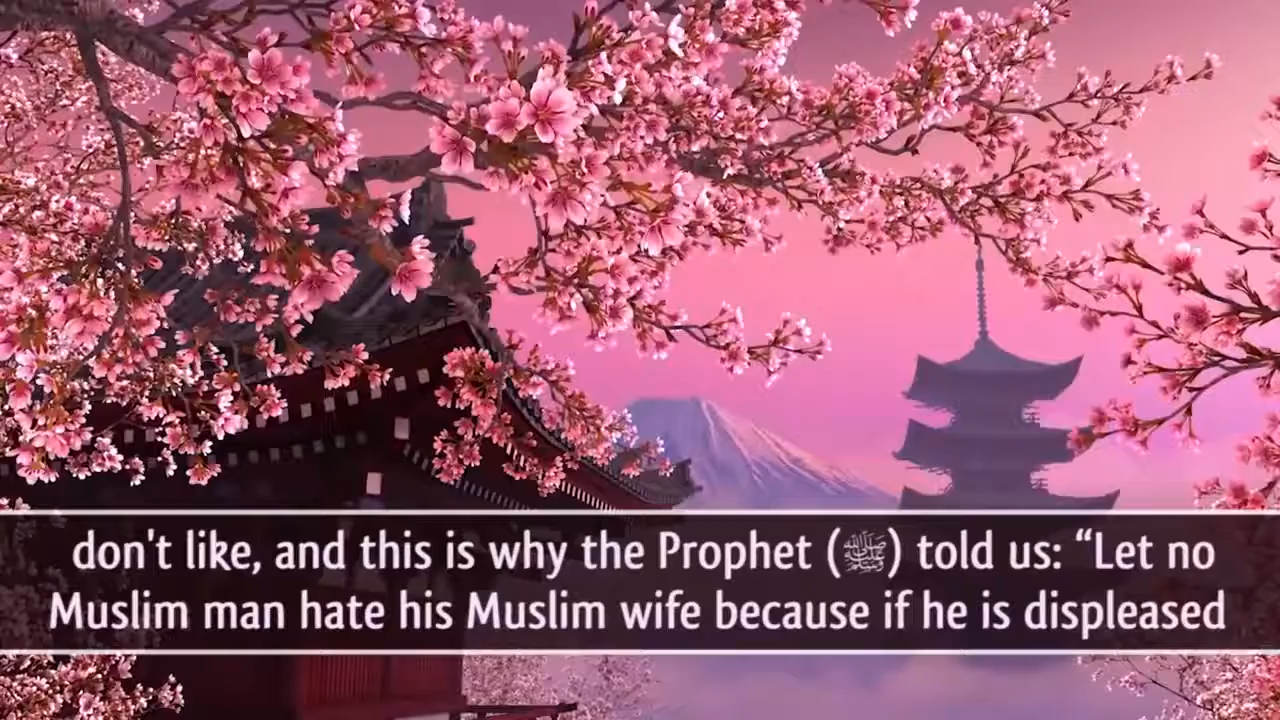 don't like, and this is why the Prophet (ﷺ) told us: “Let no
Muslim man hate his Muslim wife because if he is displeased